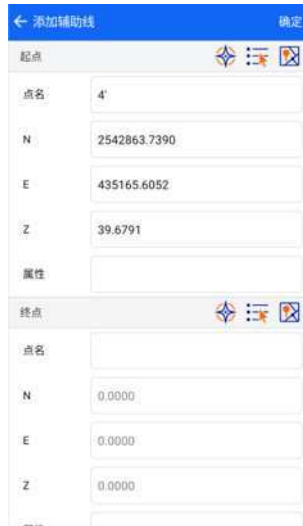 ← 添加辅助线 确定
起点
点名 4'
N 2542863.7390
E 435165.6052
Z 39.6791
属性
终点
点名
N 0.0000
E 0.0000
Z 0.0000